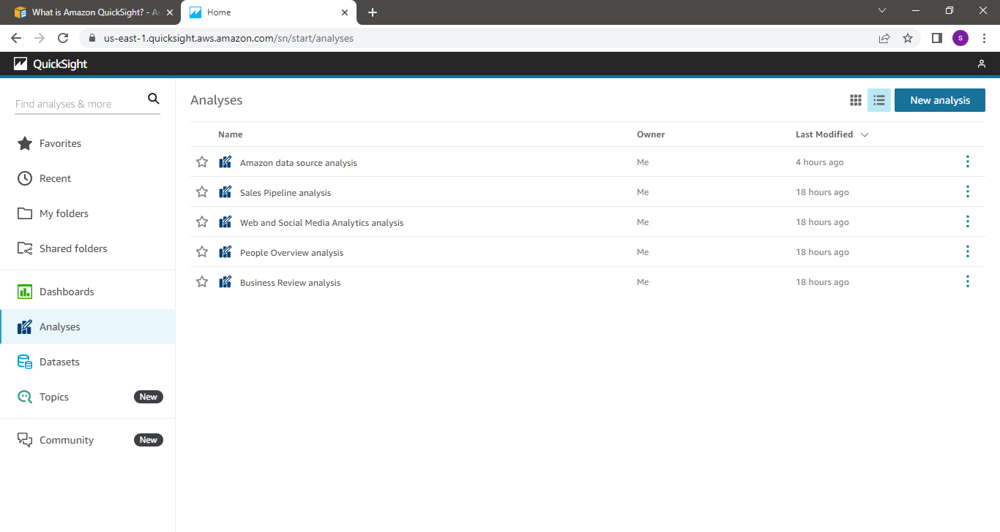 What is Amazon QuickSight? - Am
Home
us-east-1.quicksight.aws.amazon.com/sn/start/analyses
S
QuickSight
Find analyses & more
Favorites
Recent
My folders
Shared folders
Dashboards
Analyses
Datasets
Topics New
Community New
Analyses
New analysis
Name Owner Last Modified
Amazon data source analysis Me 4 hours ago
Sales Pipeline analysis Me 18 hours ago
Web and Social Media Analytics analysis Me 18 hours ago
People Overview analysis Me 18 hours ago
Business Review analysis Me 18 hours ago